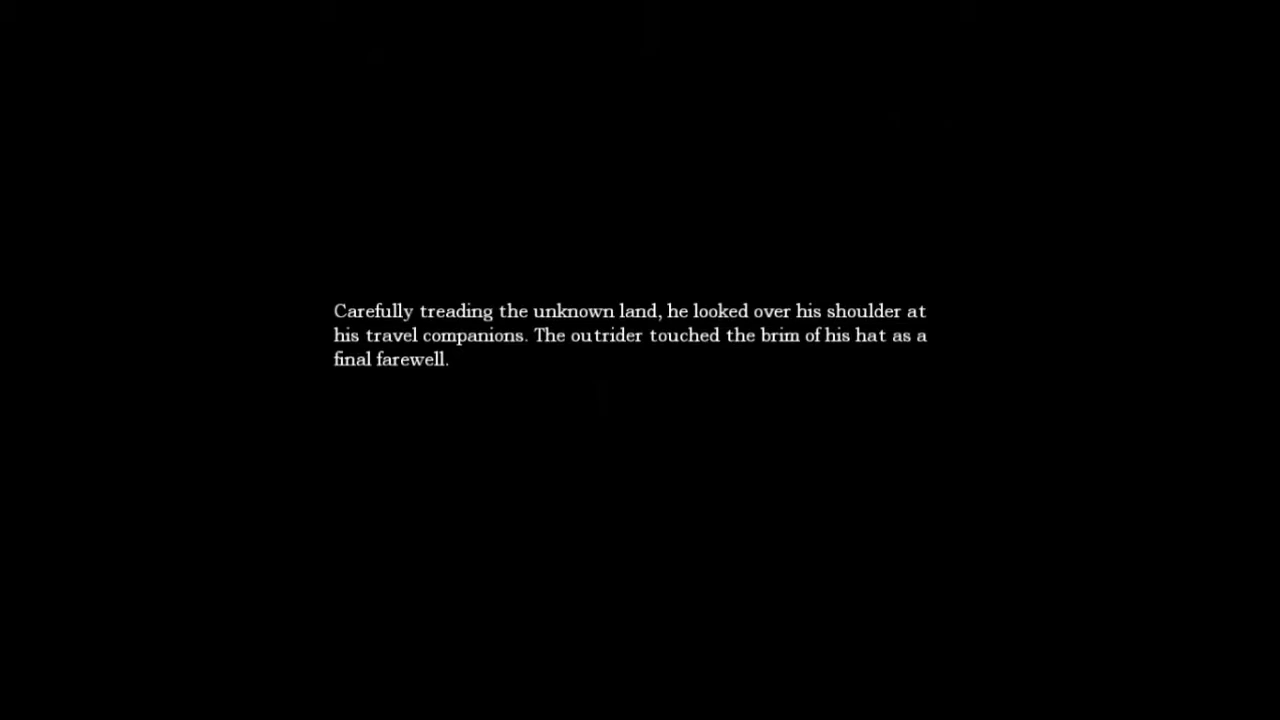 Carefully treading the unknown land, he looked over his shoulder at
his travel companions. The outrider touched the brim of his hat as a
final farewell.